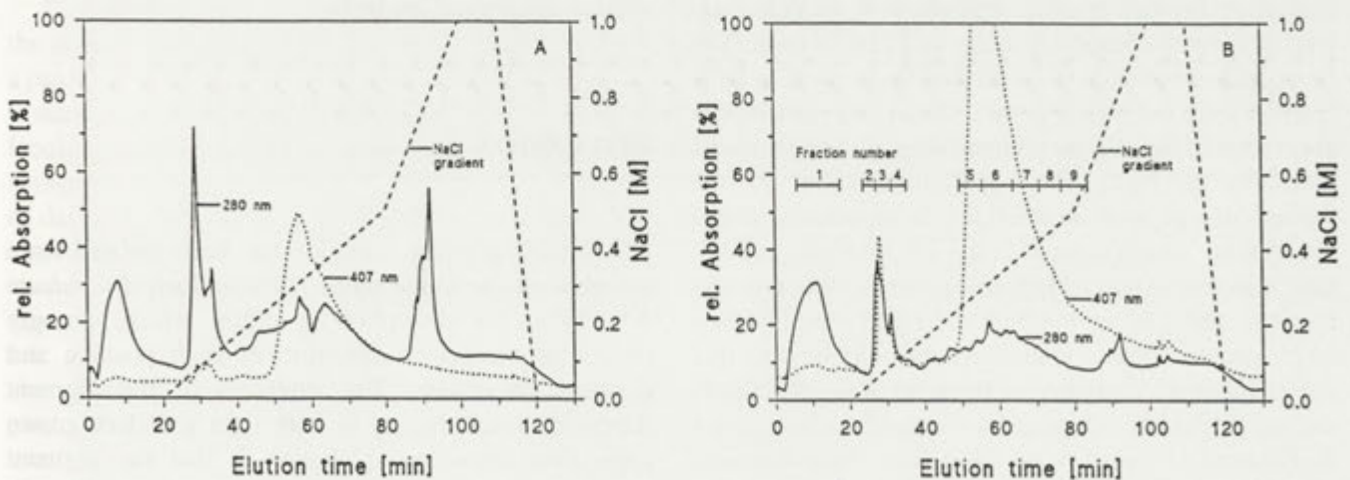 A
rel. Absorption [%]
100
80
60
40
20
0
NaCl [M]
1.0
0.8
0.6
0.4
0.2
0.0
NaCl
gradient
280 nm
407 nm
0 20 40 60 80 100 120
Elution time [min]
B
rel. Absorption [%]
100
80
60
40
20
0
NaCl [M]
1.0
0.8
0.6
0.4
0.2
0.0
Fraction number
1 2 3 4 5 6 7 8 9
NaCl
gradient
407 nm
280 nm
0 20 40 60 80 100 120
Elution time [min]